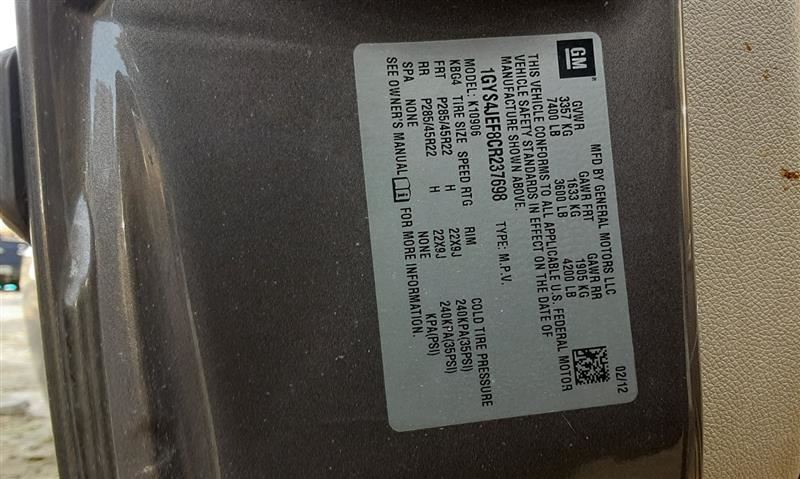 GM
MFD BY GENERAL MOTORS LLC 02/12
GVWR GAWR FRT GAWR RR
3357 KG 1633 KG 1905 KG
7400 LB 3600 LB 4200 LB
THIS VEHICLE CONFORMS TO ALL APPLICABLE U.S. FEDERAL MOTOR
VEHICLE SAFETY STANDARDS IN EFFECT ON THE DATE OF
MANUFACTURE SHOWN ABOVE.
1GYS4JEF8CR237698 TYPE: M.P.V.
MODEL: K10906
KBG4 TIRE SIZE SPEED RTG RIM COLD TIRE PRESSURE
FRT P285/45R22 H 22X9J 240KPA(35PSI)
RR P285/45R22 H 22X9J 240KPA(35PSI)
SPA NONE NONE KPA(PSI)
SEE OWNER'S MANUAL FOR MORE INFORMATION.